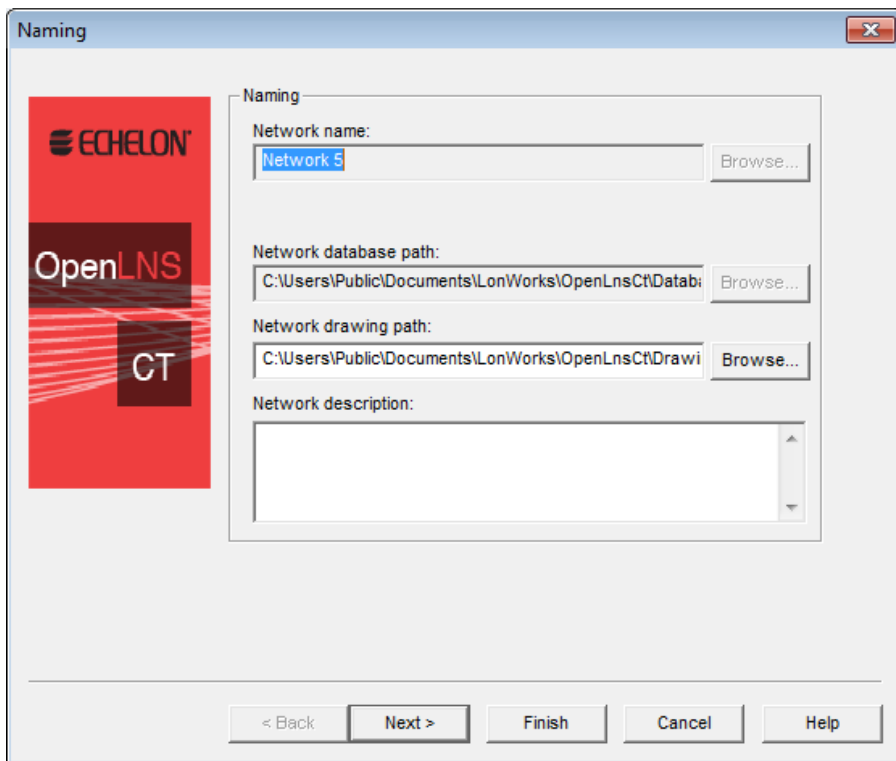 Naming
ECHELON
OpenLNS
CT
Naming
Network name:
Network 5
Browse...
Network database path:
C:\Users\Public\Documents\LonWorks\OpenLnsCt\Databa
Browse...
Network drawing path:
C:\Users\Public\Documents\LonWorks\OpenLnsCt\Drawi
Browse...
Network description:
< Back
Next >
Finish
Cancel
Help